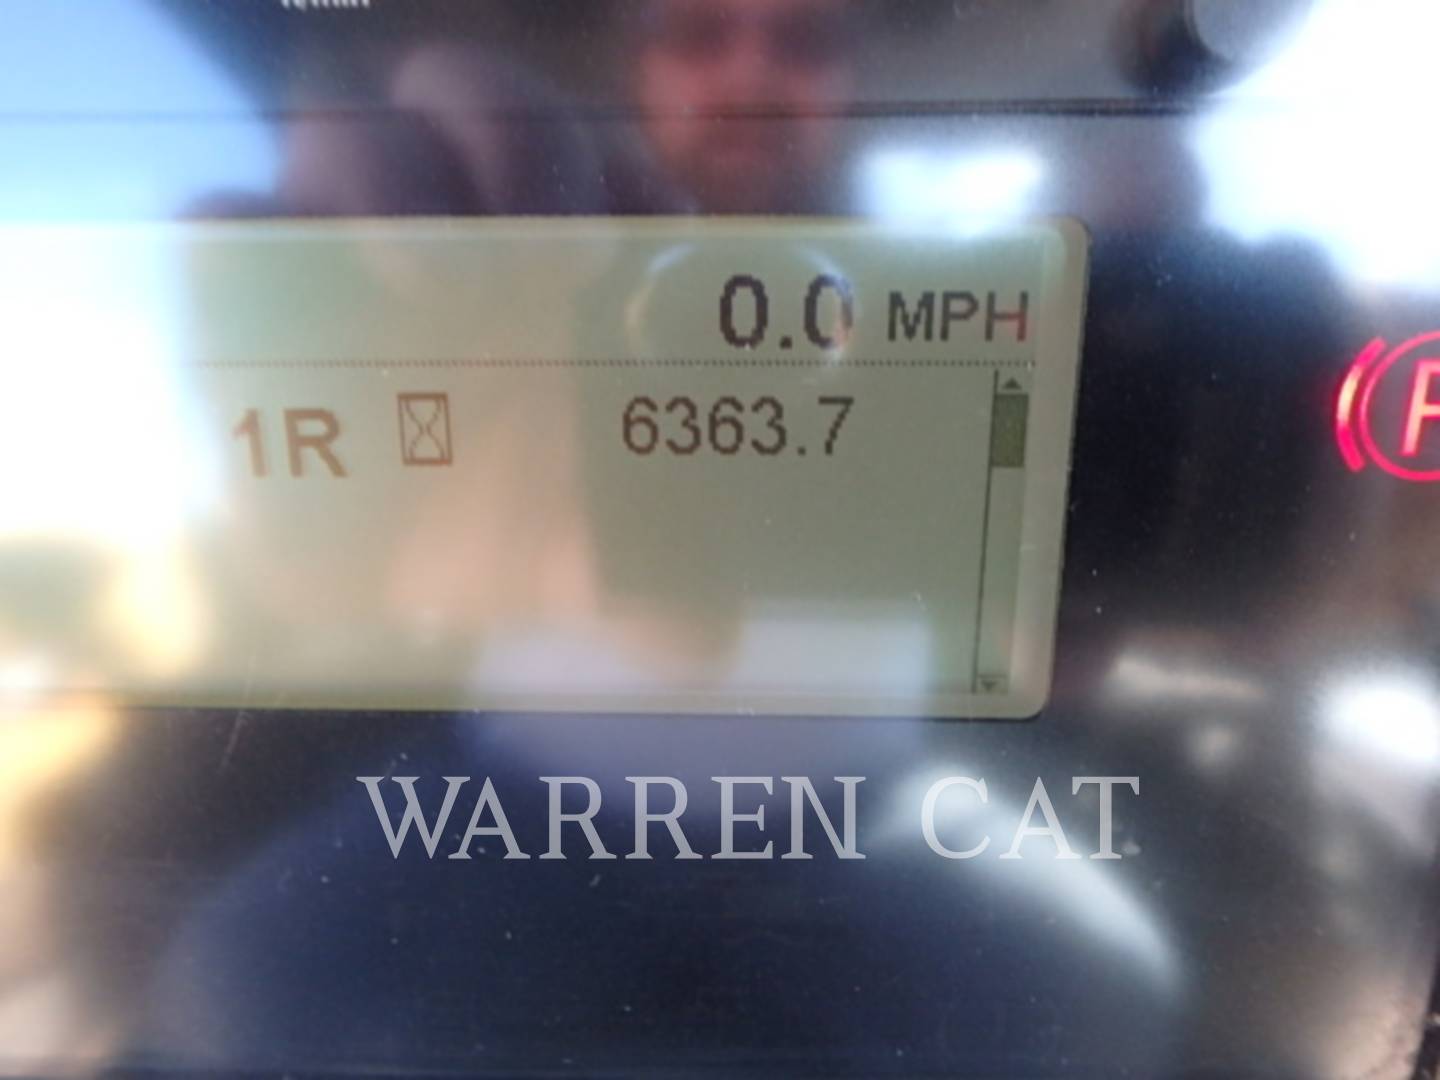 0.0 MPH
1R 6363.7
P
WARREN CAT